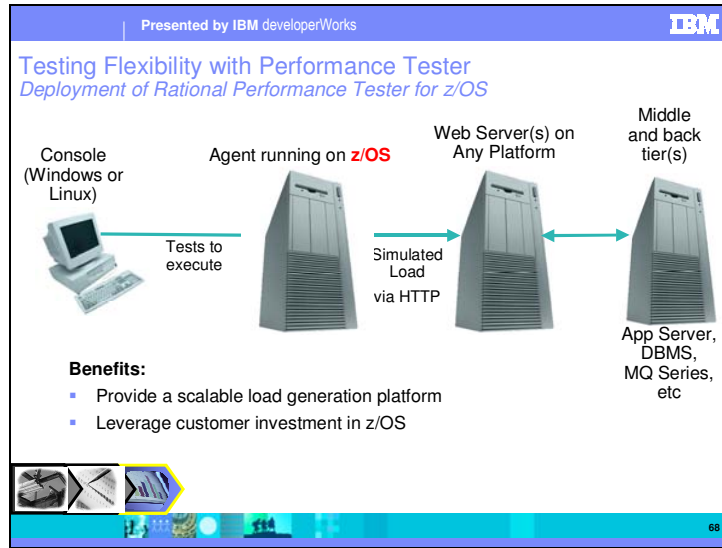 Presented by IBM developerWorks
IBM
Testing Flexibility with Performance Tester
Deployment of Rational Performance Tester for z/OS
Console
(Windows or
Linux)
Agent running on z/OS
Web Server(s) on
Any Platform
Middle
and back
tier(s)
Tests to
execute
Simulated
Load
via HTTP
App Server,
DBMS,
MQ Series,
etc
Benefits:
▪ Provide a scalable load generation platform
▪ Leverage customer investment in z/OS
68